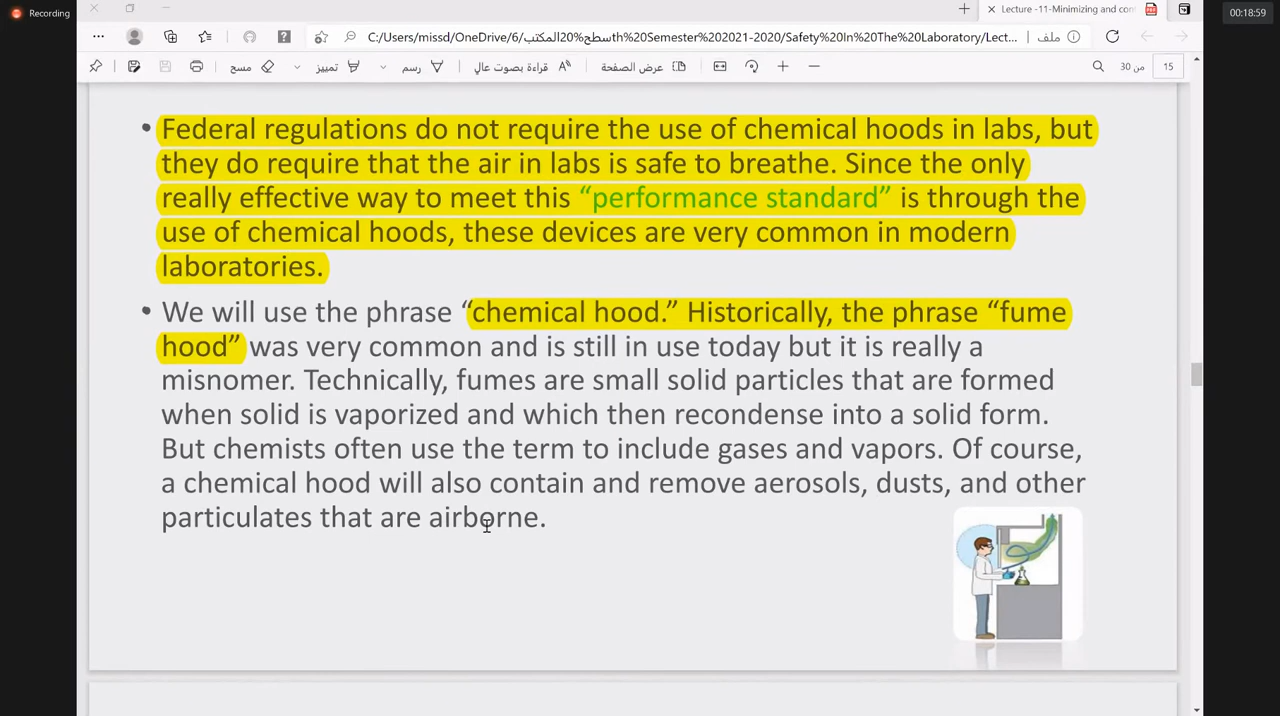 Recording
00:18:59
Lecture -11-Minimizing and con
C:/Users/missd/OneDrive/سطح%20المكتب/6th%20Semester%202021-2020/Safety%20In%20The%20Laboratory/Lect...
ملف
مسح
تمييز
رسم
قراءة بصوت عالي
عرض الصفحة
من 30
15
• Federal regulations do not require the use of chemical hoods in labs, but
they do require that the air in labs is safe to breathe. Since the only
really effective way to meet this “performance standard” is through the
use of chemical hoods, these devices are very common in modern
laboratories.
• We will use the phrase “chemical hood.” Historically, the phrase “fume
hood” was very common and is still in use today but it is really a
misnomer. Technically, fumes are small solid particles that are formed
when solid is vaporized and which then recondense into a solid form.
But chemists often use the term to include gases and vapors. Of course,
a chemical hood will also contain and remove aerosols, dusts, and other
particulates that are airborne.